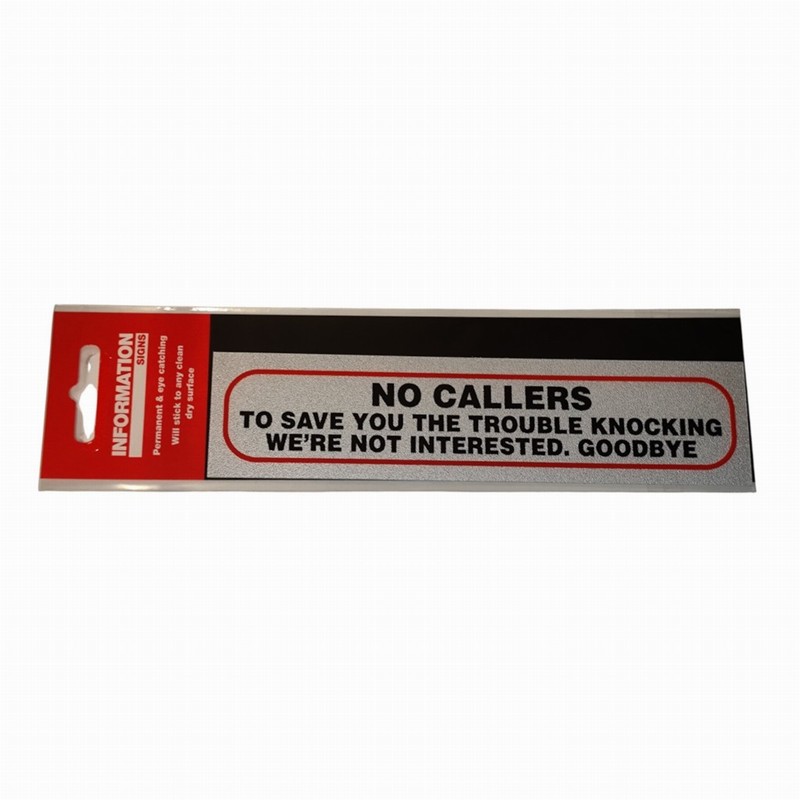 INFORMATION
SIGNS
Permanent & eye catching
Will stick to any clean
dry surface
NO CALLERS
TO SAVE YOU THE TROUBLE KNOCKING
WE'RE NOT INTERESTED. GOODBYE